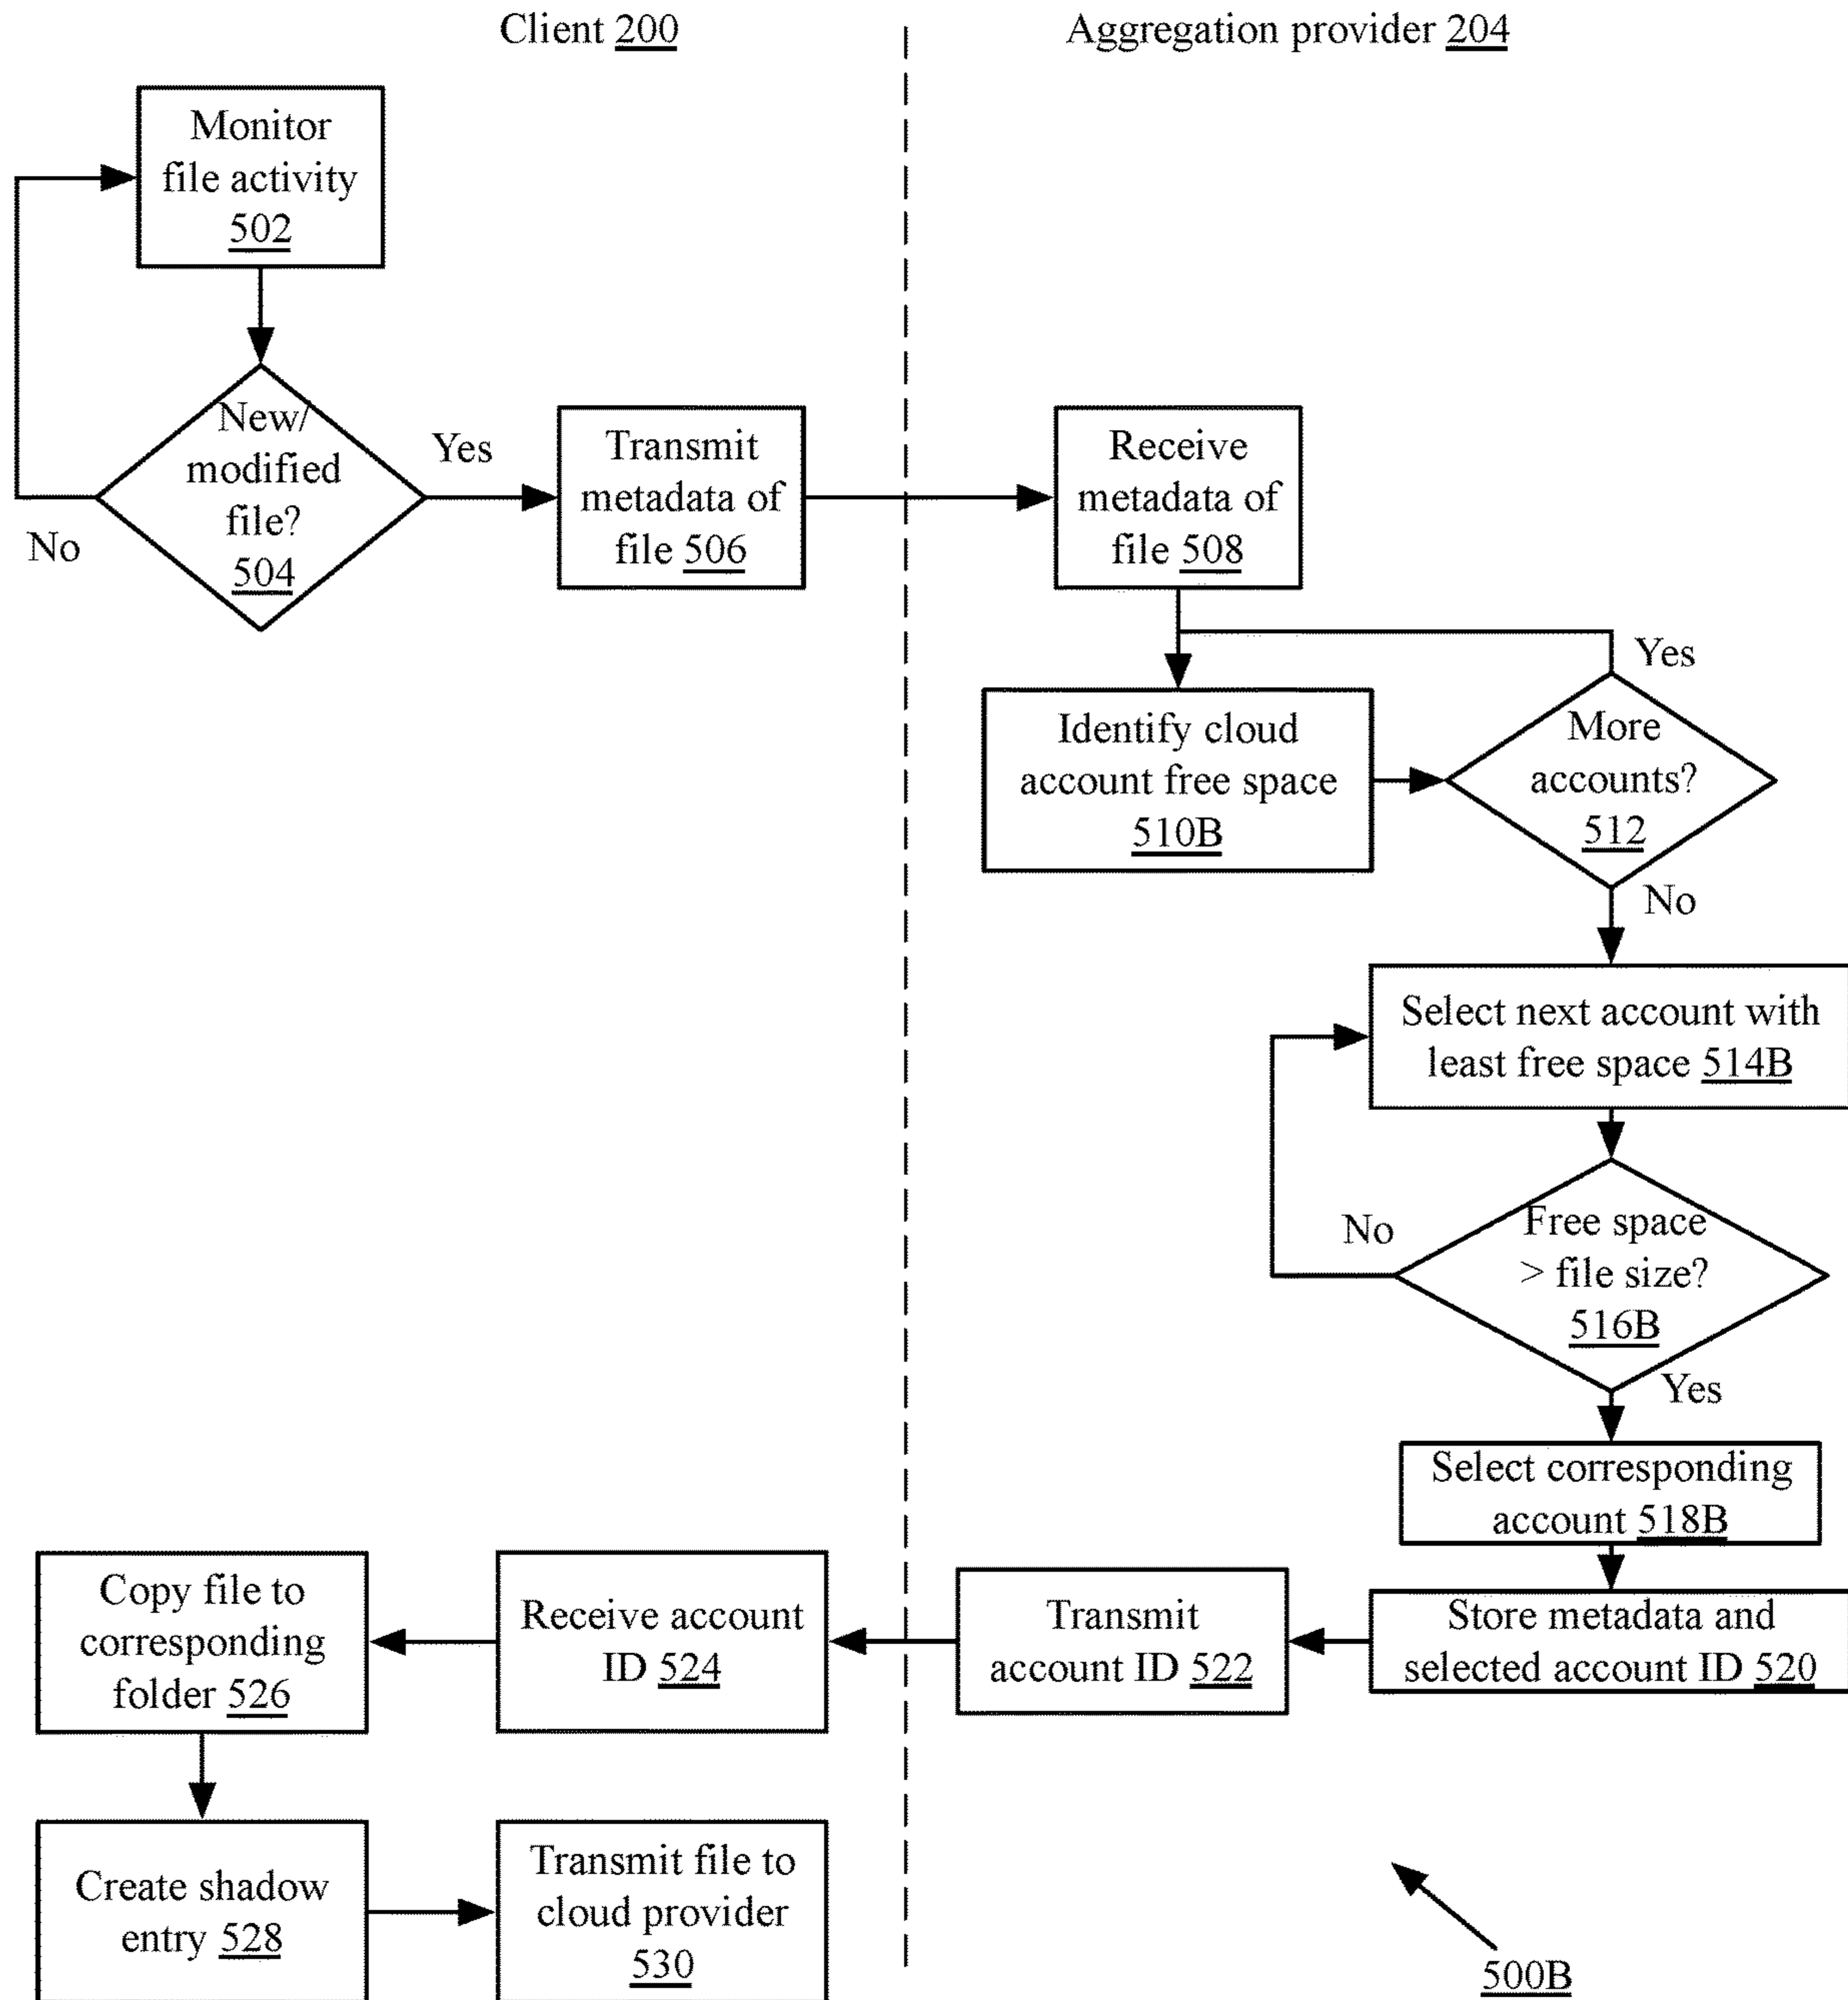 Client 200
Aggregation provider 204
Monitor
file activity
502
New/
modified
file?
504
Yes
No
Transmit
metadata of
file 506
Receive
metadata of
file 508
Identify cloud
account free space
510B
More
accounts?
512
Yes
No
Select next account with
least free space 514B
Free space
> file size?
516B
No
Yes
Select corresponding
account 518B
Store metadata and
selected account ID 520
Transmit
account ID 522
Receive account
ID 524
Copy file to
corresponding
folder 526
Create shadow
entry 528
Transmit file to
cloud provider
530
500B